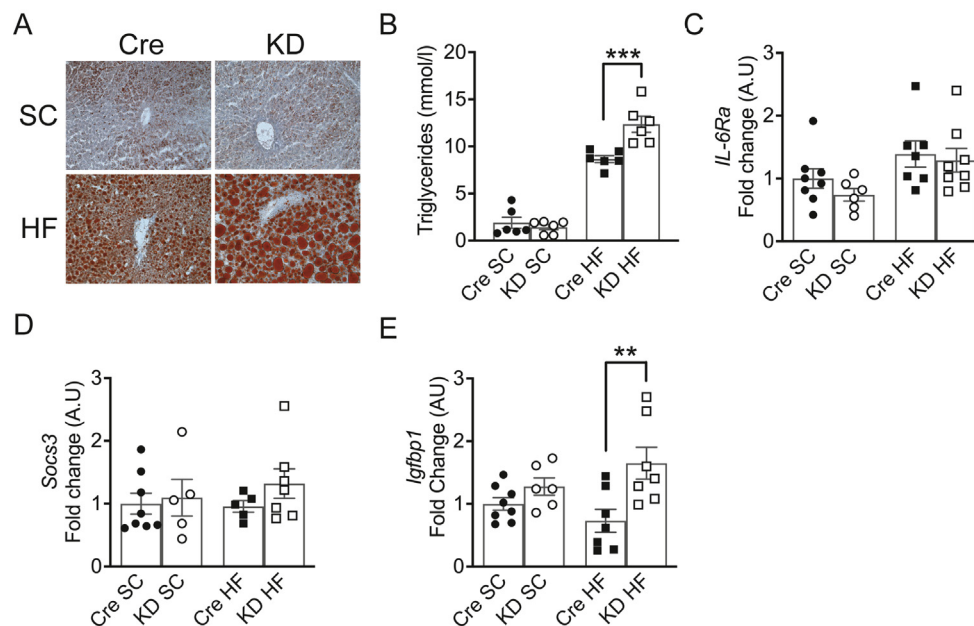 A
Cre KD
SC
HF
B
Triglycerides (mmol/l)
20
15
10
5
0
***
Cre SC
KD SC
Cre HF
KD HF
C
IL-6Ra
Fold change (A.U)
3
2
1
0
Cre SC
KD SC
Cre HF
KD HF
D
Socs3
Fold change (A.U)
3
2
1
0
Cre SC
KD SC
Cre HF
KD HF
E
Igfbp1
Fold Change (AU)
3
2
1
0
**
Cre SC
KD SC
Cre HF
KD HF